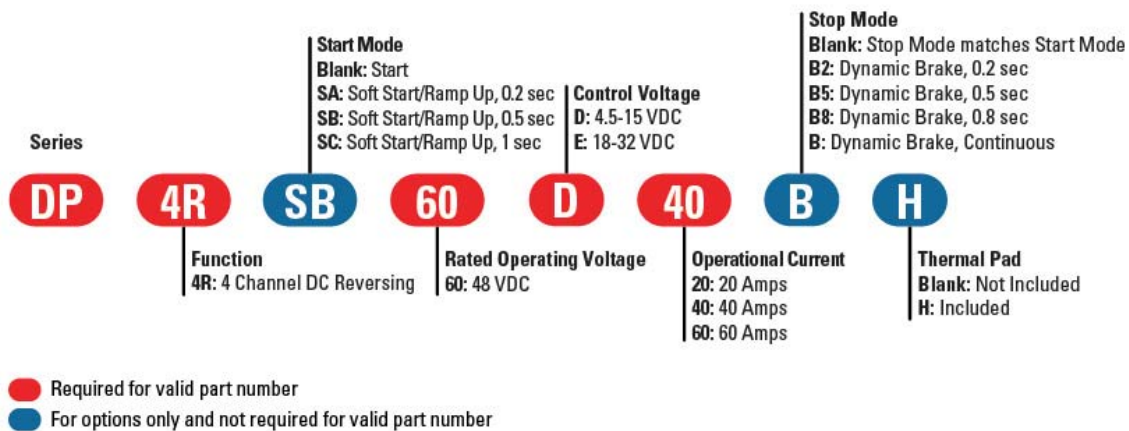 Start Mode
Blank: Start
SA: Soft Start/Ramp Up, 0.2 sec
SB: Soft Start/Ramp Up, 0.5 sec
SC: Soft Start/Ramp Up, 1 sec
Control Voltage
D: 4.5-15 VDC
E: 18-32 VDC
Stop Mode
Blank: Stop Mode matches Start Mode
B2: Dynamic Brake, 0.2 sec
B5: Dynamic Brake, 0.5 sec
B8: Dynamic Brake, 0.8 sec
B: Dynamic Brake, Continuous
Series
DP 4R SB 60 D 40 B H
Function
4R: 4 Channel DC Reversing
Rated Operating Voltage
60: 48 VDC
Operational Current
20: 20 Amps
40: 40 Amps
60: 60 Amps
Thermal Pad
Blank: Not Included
H: Included
Required for valid part number
For options only and not required for valid part number